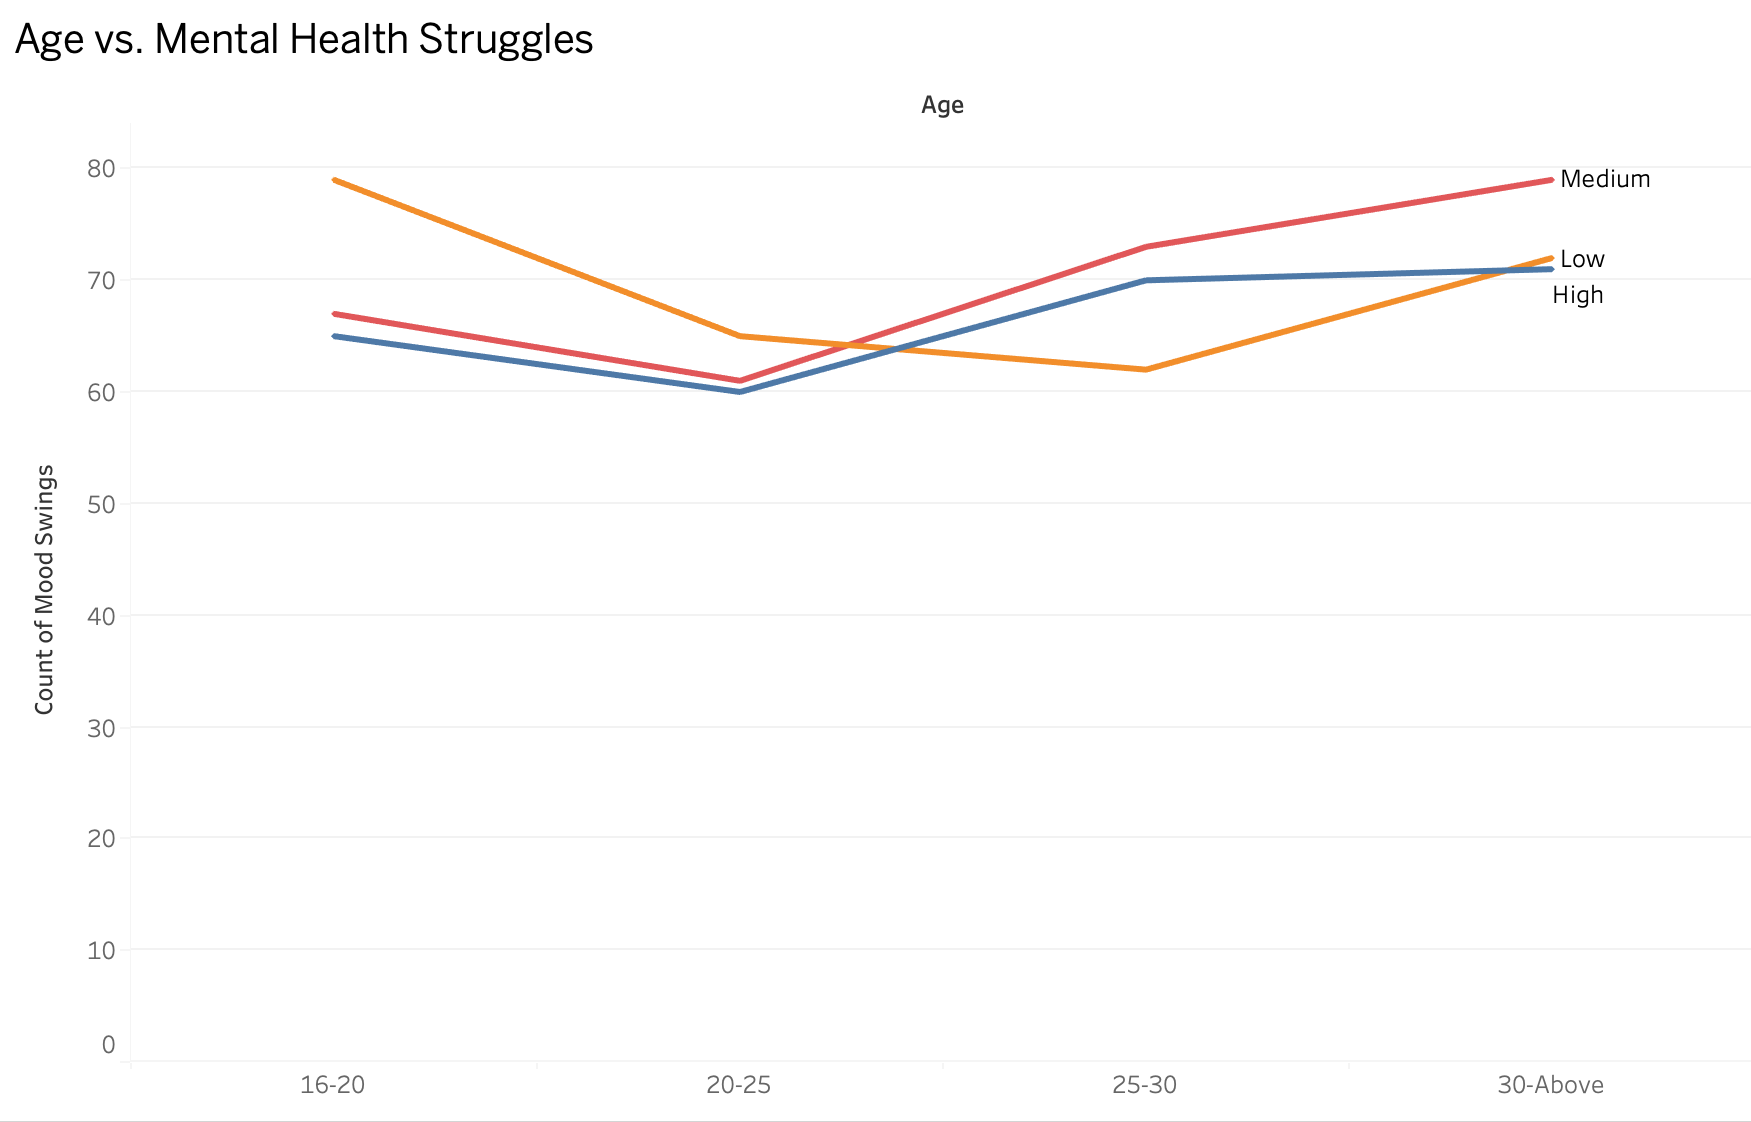 Age vs. Mental Health Struggles
Age
80
70
60
50
40
30
20
10
0
Count of Mood Swings
Medium
Low
High
16-20
20-25
25-30
30-Above